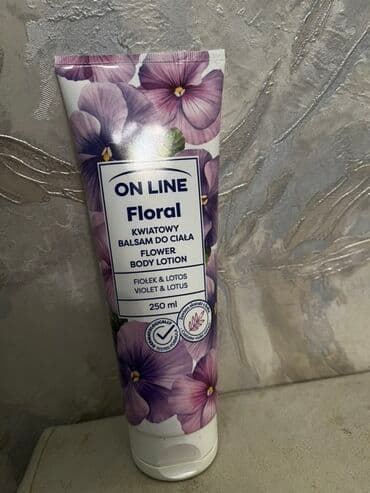 ON LINE
Floral
KWIATOWY
BALSAM DO CIAŁA
FLOWER
BODY LOTION
FIOŁEK & LOTOS
VIOLET & LOTUS
250 ml